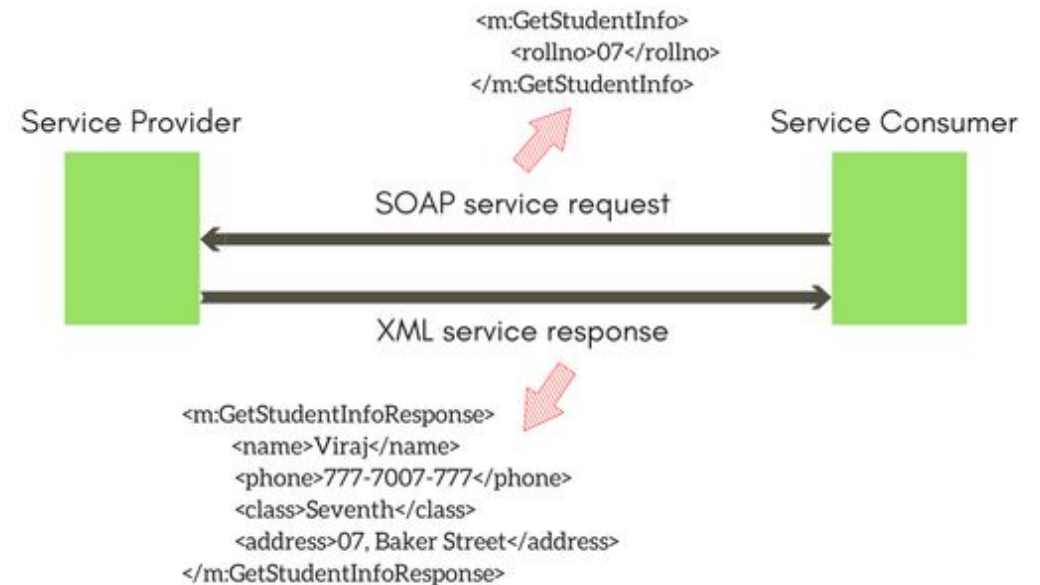 <m:GetStudentInfo>
<rollno>07</rollno>
</m:GetStudentInfo>
Service Provider
Service Consumer
SOAP service request
XML service response
<m:GetStudentInfoResponse>
<name>Viraj</name>
<phone>777-7007-777</phone>
<class>Seventh</class>
<address>07, Baker Street</address>
</m:GetStudentInfoResponse>